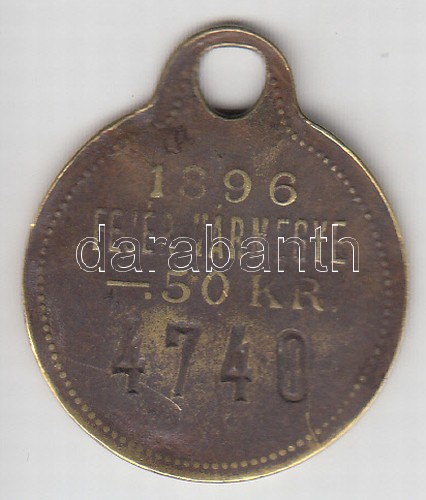 1896
FEJÉR VÁRMEGYE
darabanth
—.50 KR.
4740